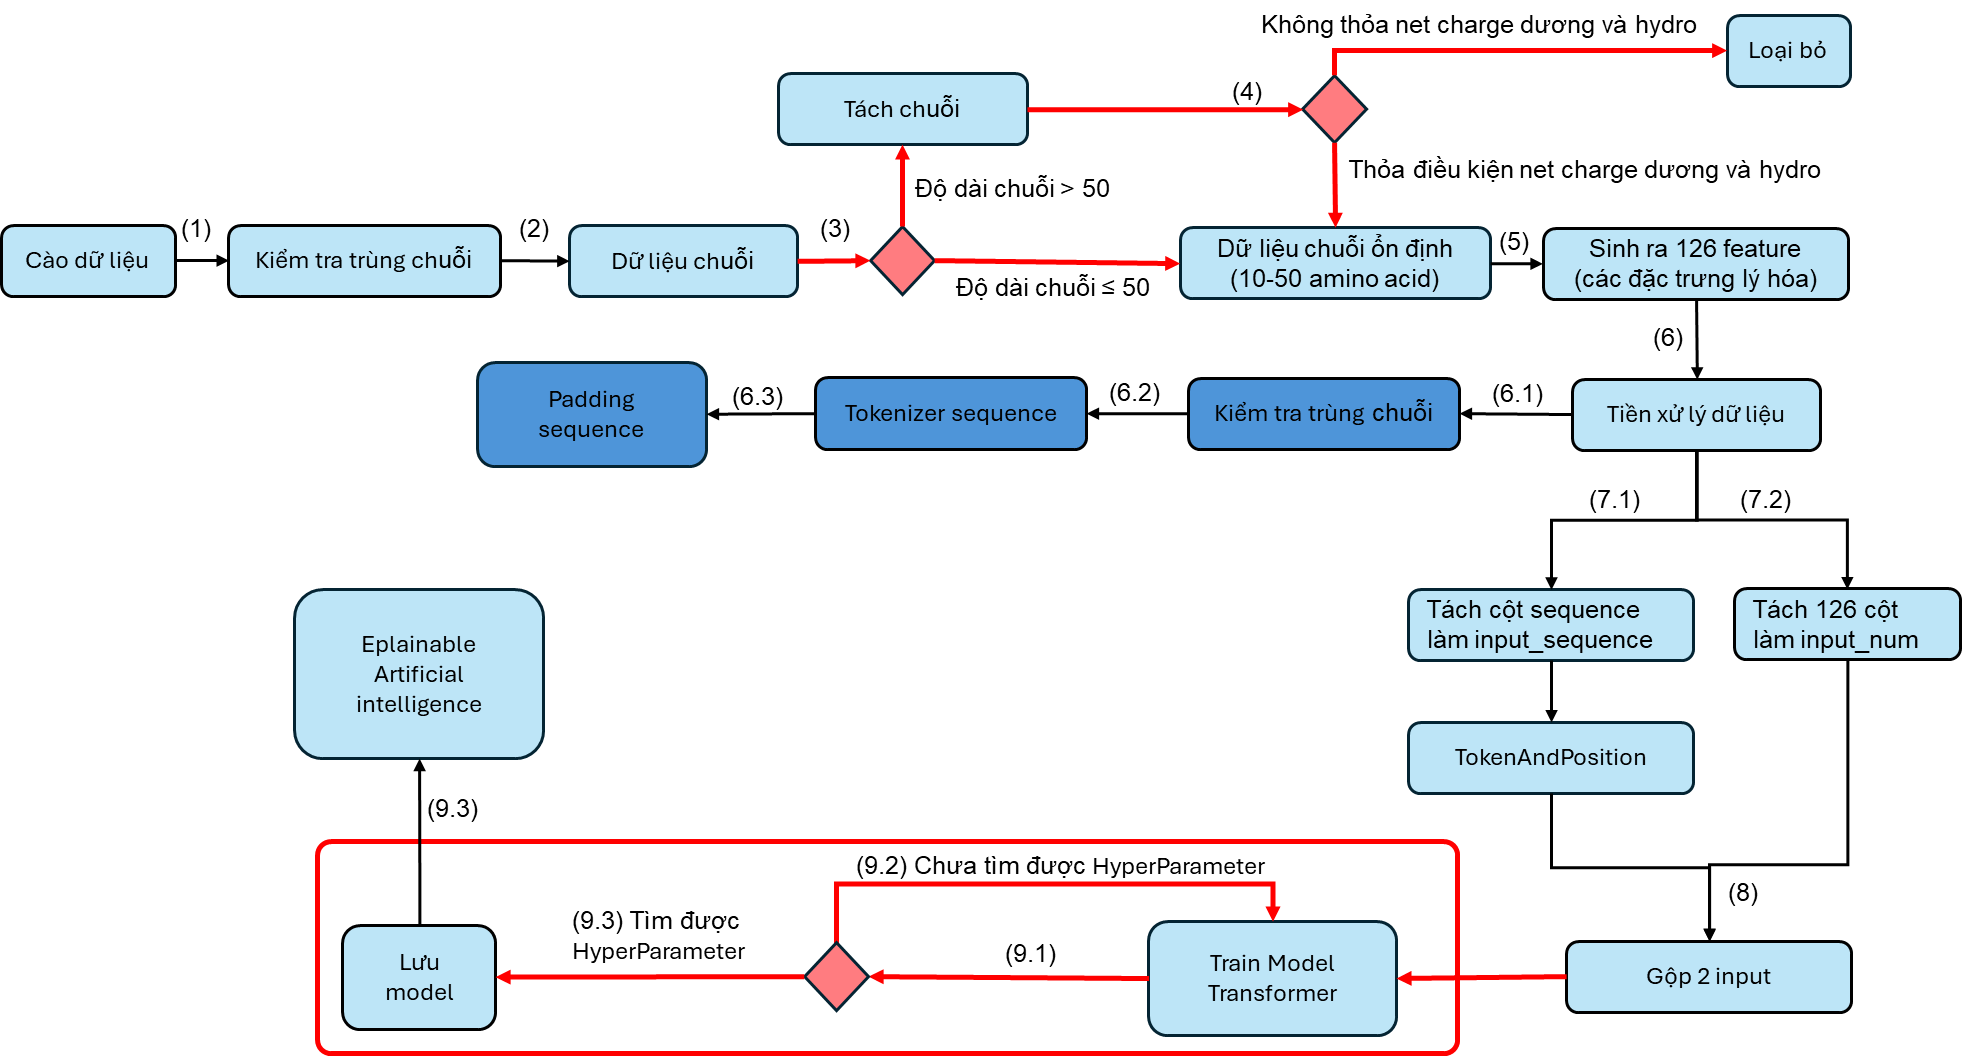 Không thỏa net charge dương và hydro
Loại bỏ
Tách chuỗi
(4)
Thỏa điều kiện net charge dương và hydro
Độ dài chuỗi > 50
Cào dữ liệu
(1)
Kiểm tra trùng chuỗi
(2)
Dữ liệu chuỗi
(3)
Độ dài chuỗi ≤ 50
Dữ liệu chuỗi ổn định
(10-50 amino acid)
(5)
Sinh ra 126 feature
(các đặc trưng lý hóa)
(6)
Tiền xử lý dữ liệu
(6.1)
Kiểm tra trùng chuỗi
(6.2)
Tokenizer sequence
(6.3)
Padding
sequence
(7.1)
(7.2)
Tách cột sequence
làm input_sequence
Tách 126 cột
làm input_num
TokenAndPosition
(8)
Gộp 2 input
Train Model
Transformer
(9.1)
(9.2) Chưa tìm được HyperParameter
(9.3) Tìm được
HyperParameter
Lưu
model
(9.3)
Eplainable
Artificial
intelligence